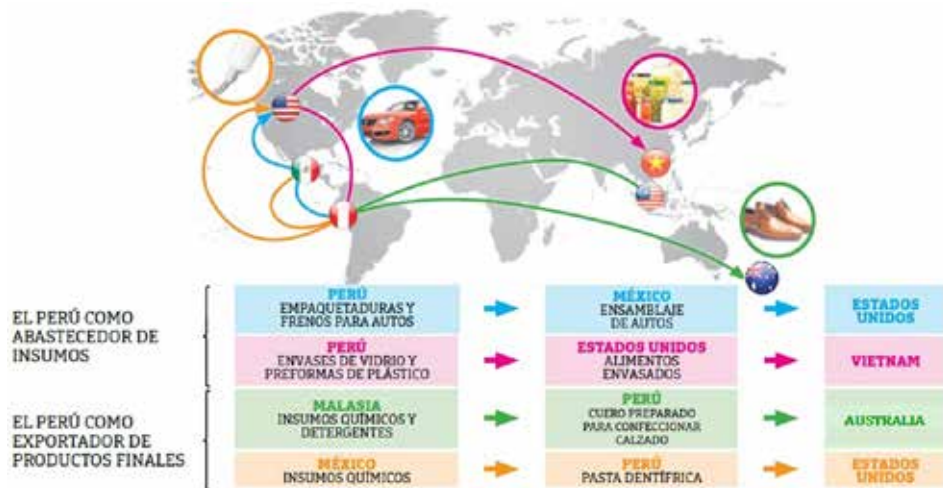 EL PERÚ COMO
ABASTECEDOR DE
INSUMOS
PERÚ
EMPAQUETADURAS Y
FRENOS PARA AUTOS
MÉXICO
ENSAMBLAJE
DE AUTOS
ESTADOS
UNIDOS
PERÚ
ENVASES DE VIDRIO Y
PREFORMAS DE PLÁSTICO
ESTADOS UNIDOS
ALIMENTOS
ENVASADOS
VIETNAM
EL PERÚ COMO
EXPORTADOR DE
PRODUCTOS FINALES
MALASIA
INSUMOS QUÍMICOS Y
DETERGENTES
PERÚ
CUERO PREPARADO
PARA CONFECCIONAR
CALZADO
AUSTRALIA
MÉXICO
INSUMOS QUÍMICOS
PERÚ
PASTA DENTÍFRICA
ESTADOS
UNIDOS